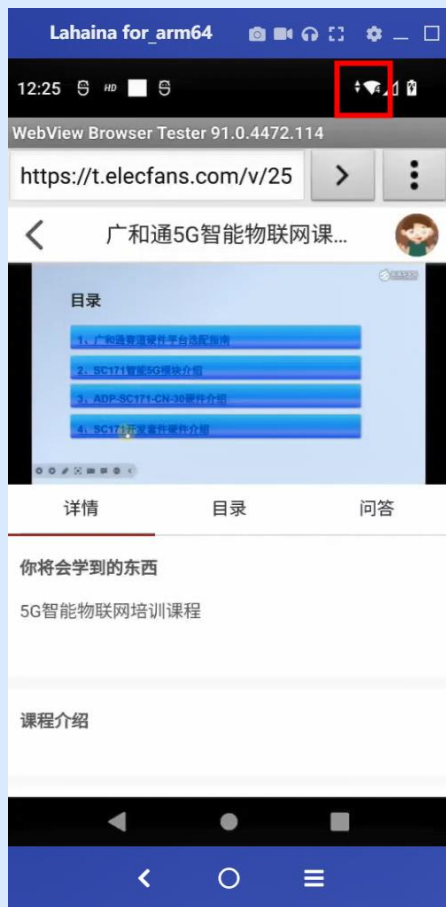 Lahaina for_arm64
12:25
HD
WebView Browser Tester 91.0.4472.114
https://t.elecfans.com/v/25
广和通5G智能物联网课...
目录
1、广和通智选硬件平台选配指南
2、SC171智能5G模块介绍
3、ADP-SC171-CN-30硬件介绍
4、SC171开发套件硬件介绍
详情
目录
问答
你将会学到的东西
5G智能物联网培训课程
课程介绍